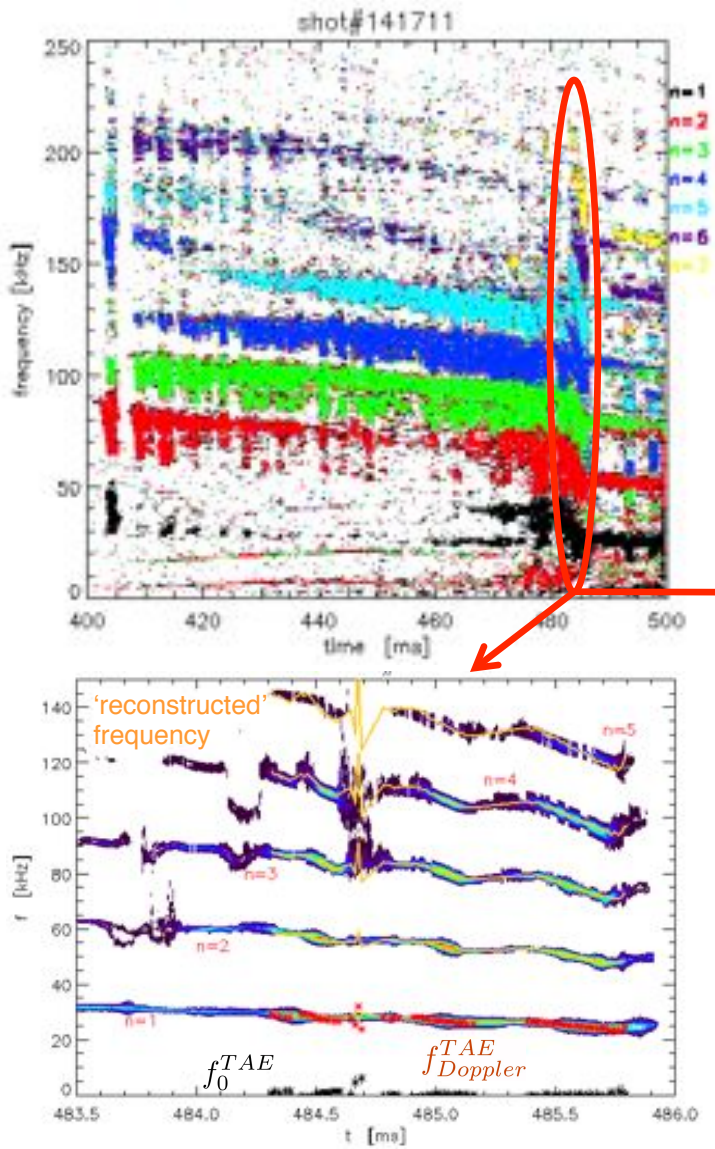 shot#141711
250
200
150
100
50
0
frequency [kHz]
400 420 440 460 480 500
time [ms]
n=1
n=2
n=3
n=4
n=5
n=6
n=7
'reconstructed'
frequency
140
120
100
80
60
40
20
0
f [kHz]
n=5
n=4
n=3
n=2
n=1
f_0^{TAE}
f_{Doppler}^{TAE}
483.5 484.0 484.5 485.0 485.5 486.0
t [ms]